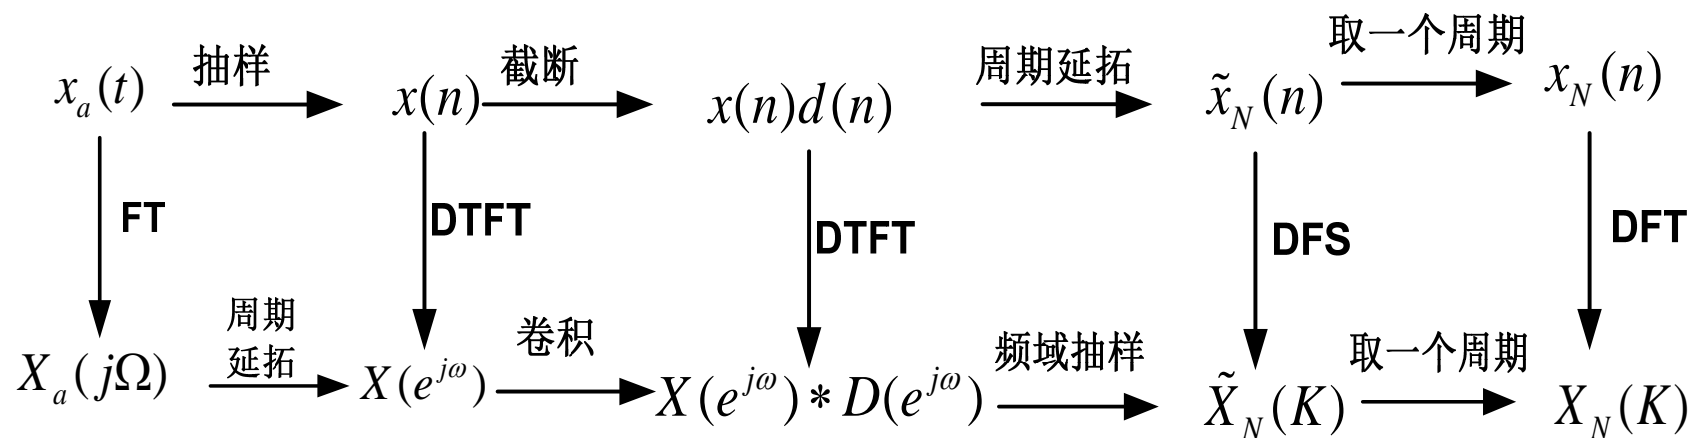 x_a(t) 抽样 x(n) 截断 x(n)d(n) 周期延拓 x̃_N(n) 取一个周期 x_N(n)
FT DTFT DTFT DFS DFT
X_a(jΩ) 周期 X(e^{jω}) 卷积 X(e^{jω})*D(e^{jω}) 频域抽样 X̃_N(K) 取一个周期 X_N(K)
延拓